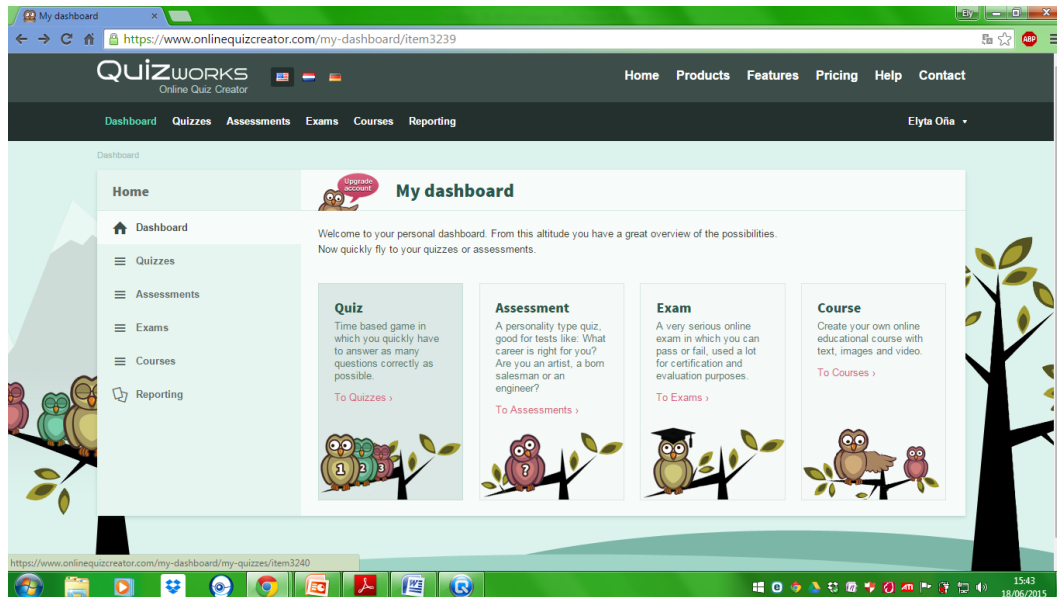 My dashboard
Ely
https://www.onlinequizcreator.com/my-dashboard/item3239
ABP
QUIZWORKS
Online Quiz Creator
Home Products Features Pricing Help Contact
Dashboard Quizzes Assessments Exams Courses Reporting Elyta Oña
Dashboard
Home
Upgrade
account
My dashboard
Dashboard
Quizzes
Assessments
Exams
Courses
Reporting
Welcome to your personal dashboard. From this altitude you have a great overview of the possibilities.
Now quickly fly to your quizzes or assessments.
Quiz
Time based game in
which you quickly have
to answer as many
questions correctly as
possible.
To Quizzes ›
1 2 3
Assessment
A personality type quiz,
good for tests like: What
career is right for you?
Are you an artist, a born
salesman or an
engineer?
To Assessments ›
?
Exam
A very serious online
exam in which you can
pass or fail, used a lot
for certification and
evaluation purposes.
To Exams ›
Course
Create your own online
educational course with
text, images and video.
To Courses ›
https://www.onlinequizcreator.com/my-dashboard/my-quizzes/item3240
15:43
18/06/2015